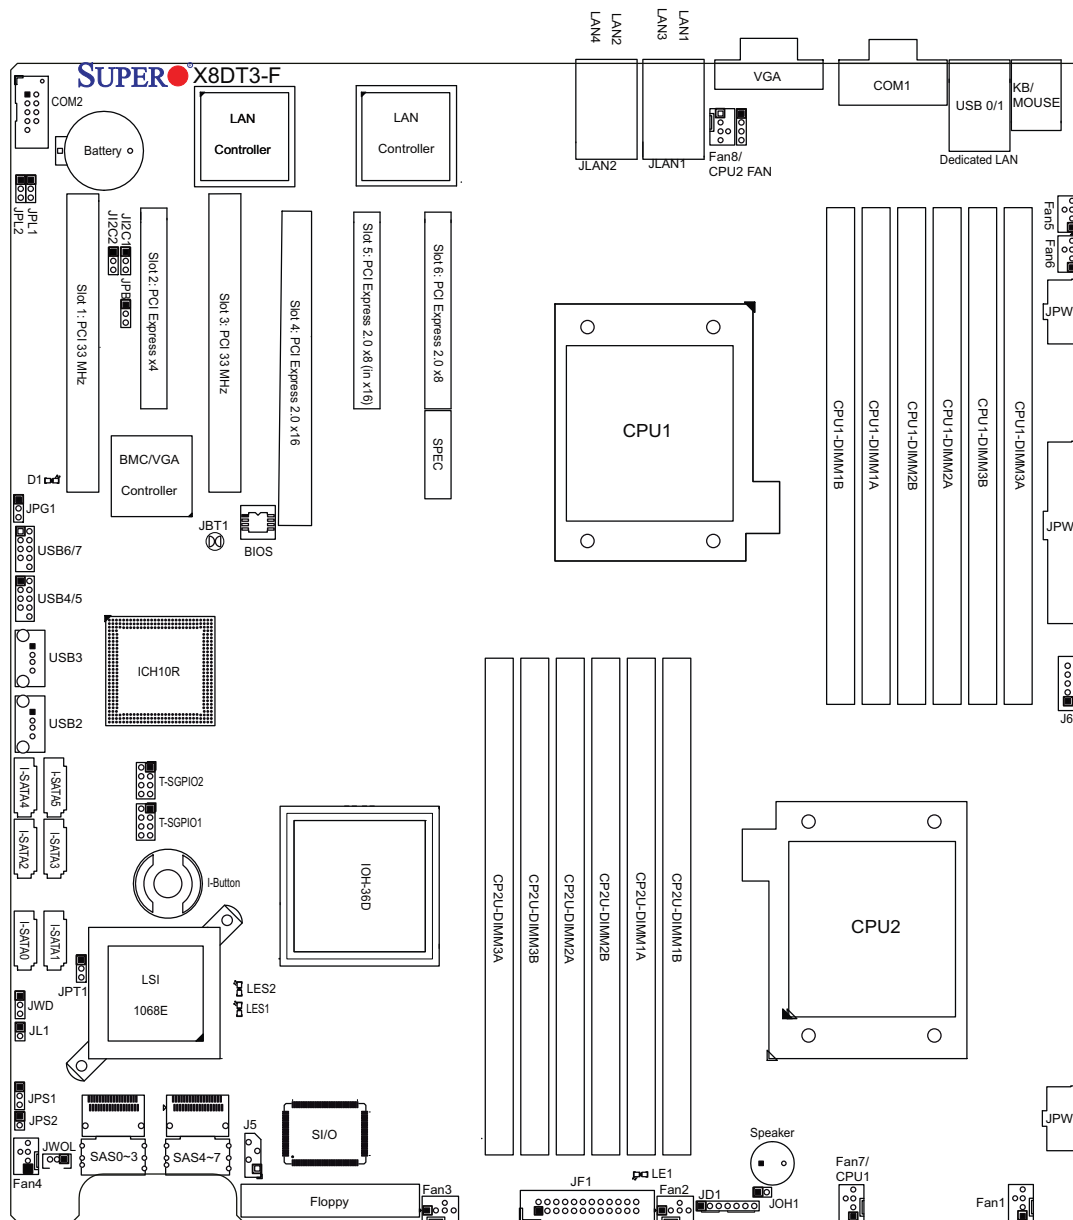 LAN4
LAN2
LAN3
LAN1
SUPER X8DT3-F
COM2
Battery
LAN
Controller
LAN
Controller
JLAN2
JLAN1
VGA
Fan8/
CPU2 FAN
COM1
USB 0/1
KB/
MOUSE
Dedicated LAN
JPL2
JPL1
JI2C2
JI2C1
JPB
Slot 1: PCI 33 MHz
Slot 2: PCI Express x4
Slot 3: PCI 33 MHz
Slot 4: PCI Express 2.0 x16
Slot 5: PCI Express 2.0 x8 (in x16)
Slot 6: PCI Express 2.0 x8
SPEC
Fan5
Fan6
JPW
CPU1
CPU1-DIMM1B
CPU1-DIMM1A
CPU1-DIMM2B
CPU1-DIMM2A
CPU1-DIMM3B
CPU1-DIMM3A
D1
BMC/VGA
Controller
JPG1
JBT1
BIOS
JPW
USB6/7
USB4/5
USB3
USB2
ICH10R
J6
I-SATA4
I-SATA5
T-SGPIO2
T-SGPIO1
I-SATA2
I-SATA3
I-Button
IOH-36D
CP2U-DIMM3A
CP2U-DIMM3B
CP2U-DIMM2A
CP2U-DIMM2B
CP2U-DIMM1A
CP2U-DIMM1B
CPU2
I-SATA0
I-SATA1
JPT1
LSI
1068E
LES2
LES1
JWD
JL1
JPS1
JPS2
JWOL
Fan4
SAS0~3
SAS4~7
J5
SI/O
Floppy
Fan3
JF1
LE1
Fan2
JD1
Speaker
JOH1
Fan7/
CPU1
JPW
Fan1